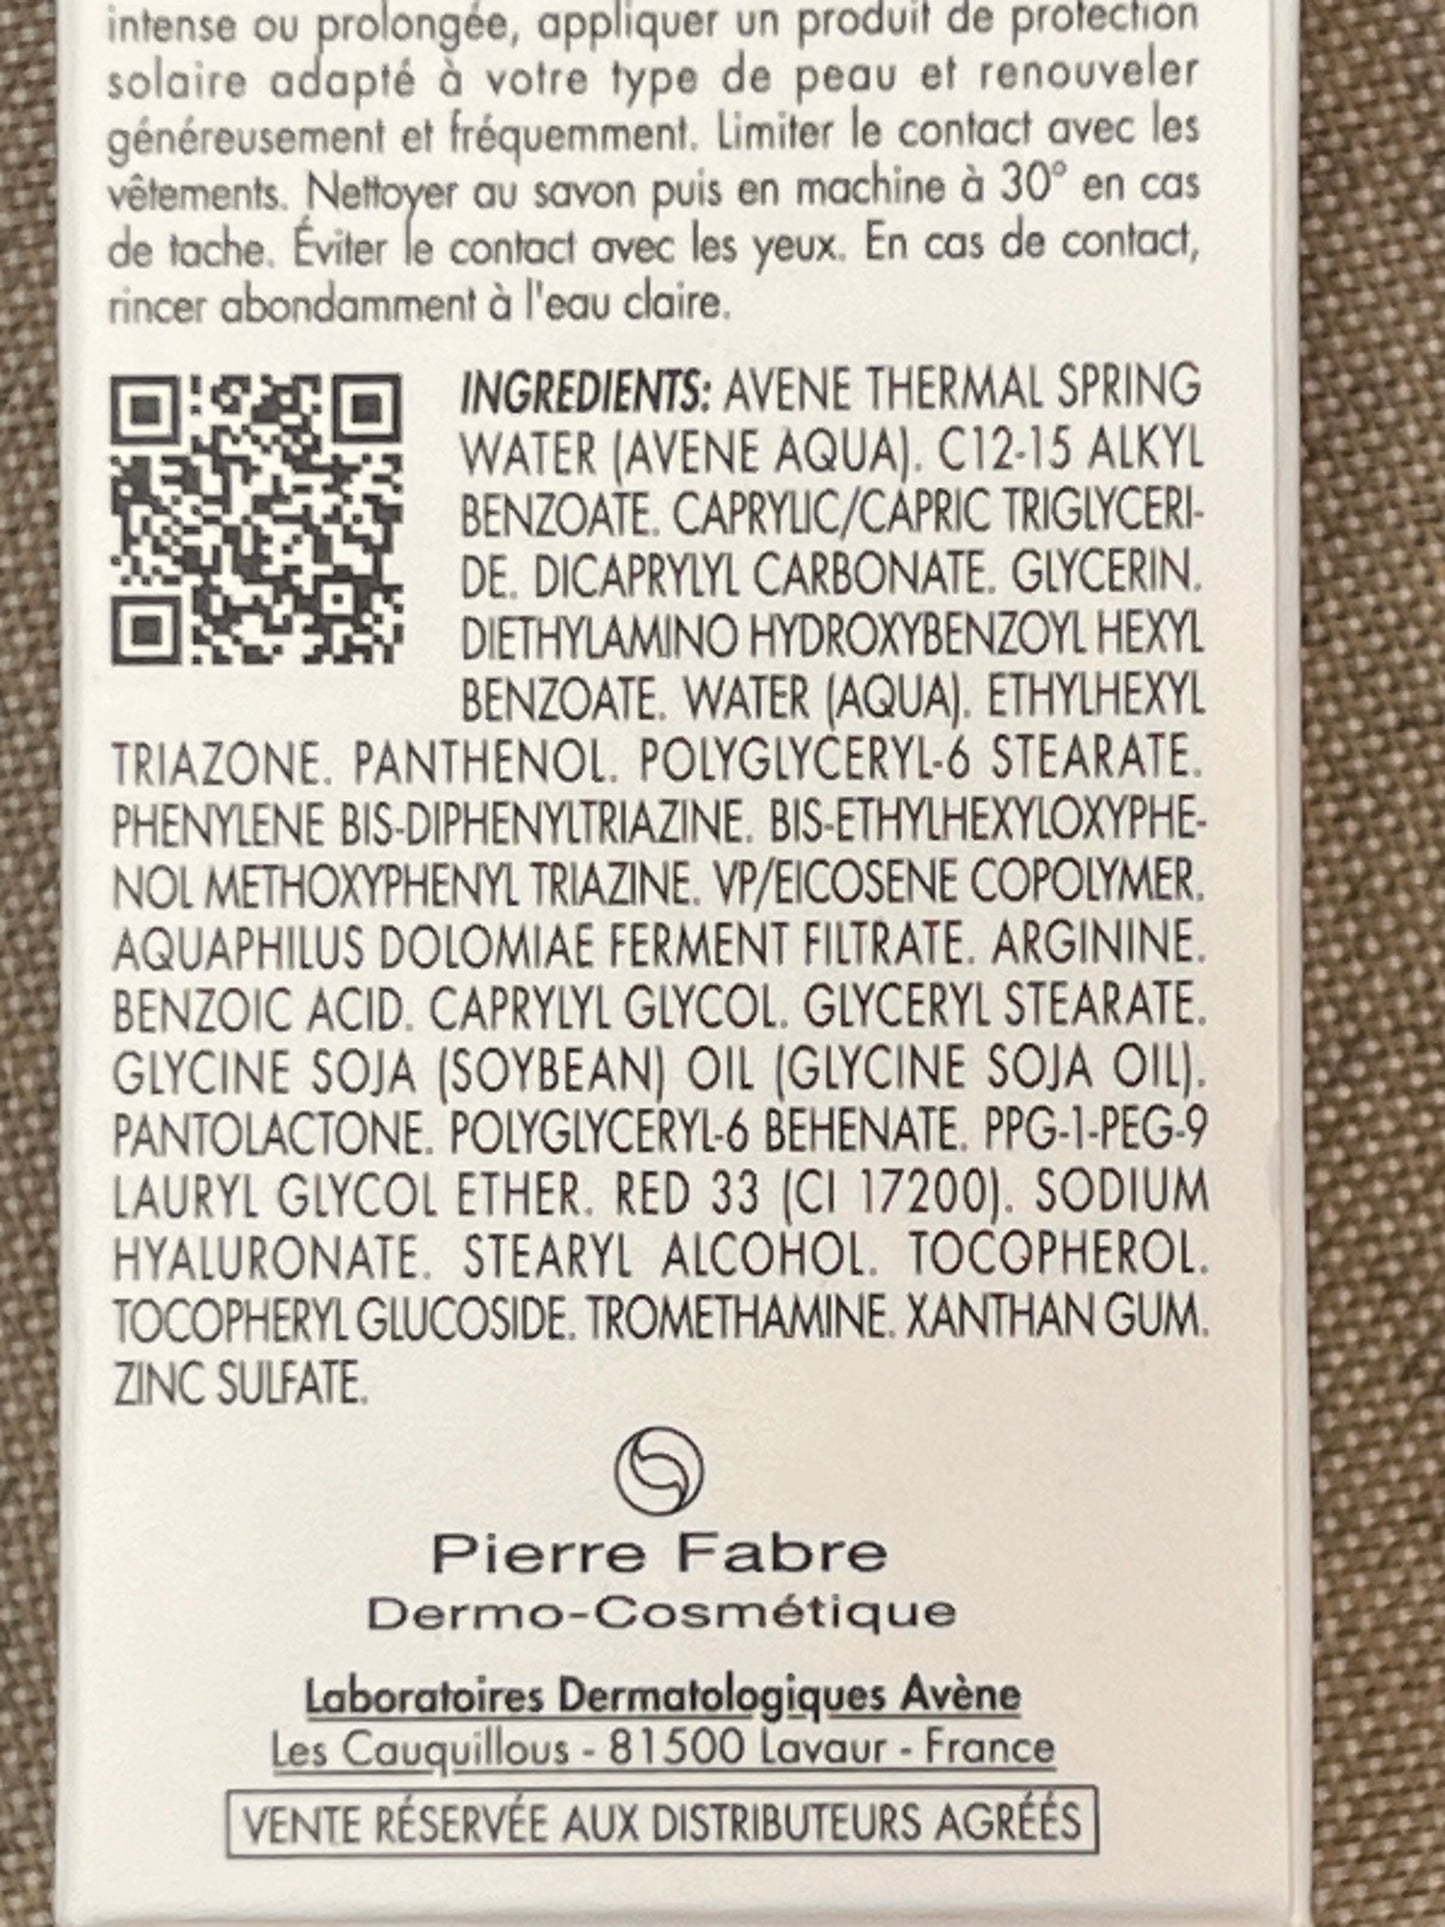 intense ou prolongée, appliquer un produit de protection
solaire adapté à votre type de peau et renouveler
généreusement et fréquemment. Limiter le contact avec les
vêtements. Nettoyer au savon puis en machine à 30° en cas
de tache. Éviter le contact avec les yeux. En cas de contact,
rincer abondamment à l'eau claire.
INGREDIENTS: AVENE THERMAL SPRING
WATER (AVENE AQUA). C12-15 ALKYL
BENZOATE. CAPRYLIC/CAPRIC TRIGLYCERI-
DE. DICAPRYLYL CARBONATE. GLYCERIN.
DIETHYLAMINO HYDROXYBENZOYL HEXYL
BENZOATE. WATER (AQUA). ETHYLHEXYL
TRIAZONE. PANTHENOL. POLYGLYCERYL-6 STEARATE.
PHENYLENE BIS-DIPHENYLTRIAZINE. BIS-ETHYLHEXYLOXYPHE-
NOL METHOXYPHENYL TRIAZINE. VP/EICOSENE COPOLYMER.
AQUAPHILUS DOLOMIAE FERMENT FILTRATE. ARGININE.
BENZOIC ACID. CAPRYLYL GLYCOL. GLYCERYL STEARATE.
GLYCINE SOJA (SOYBEAN) OIL (GLYCINE SOJA OIL).
PANTOLACTONE. POLYGLYCERYL-6 BEHENATE. PPG-1-PEG-9
LAURYL GLYCOL ETHER. RED 33 (CI 17200). SODIUM
HYALURONATE. STEARYL ALCOHOL. TOCOPHEROL.
TOCOPHERYL GLUCOSIDE. TROMETHAMINE. XANTHAN GUM.
ZINC SULFATE.
Pierre Fabre
Dermo-Cosmétique
Laboratoires Dermatologiques Avène
Les Cauquillous - 81500 Lavaur - France
VENTE RÉSERVÉE AUX DISTRIBUTEURS AGRÉÉS